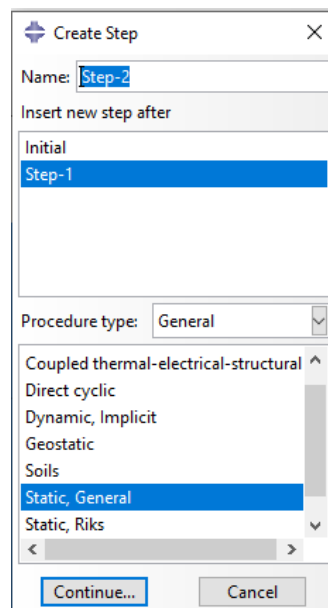 Create Step
Name: Step-2
Insert new step after
Initial
Step-1
Procedure type: General
Coupled thermal-electrical-structural
Direct cyclic
Dynamic, Implicit
Geostatic
Soils
Static, General
Static, Riks
Continue... Cancel